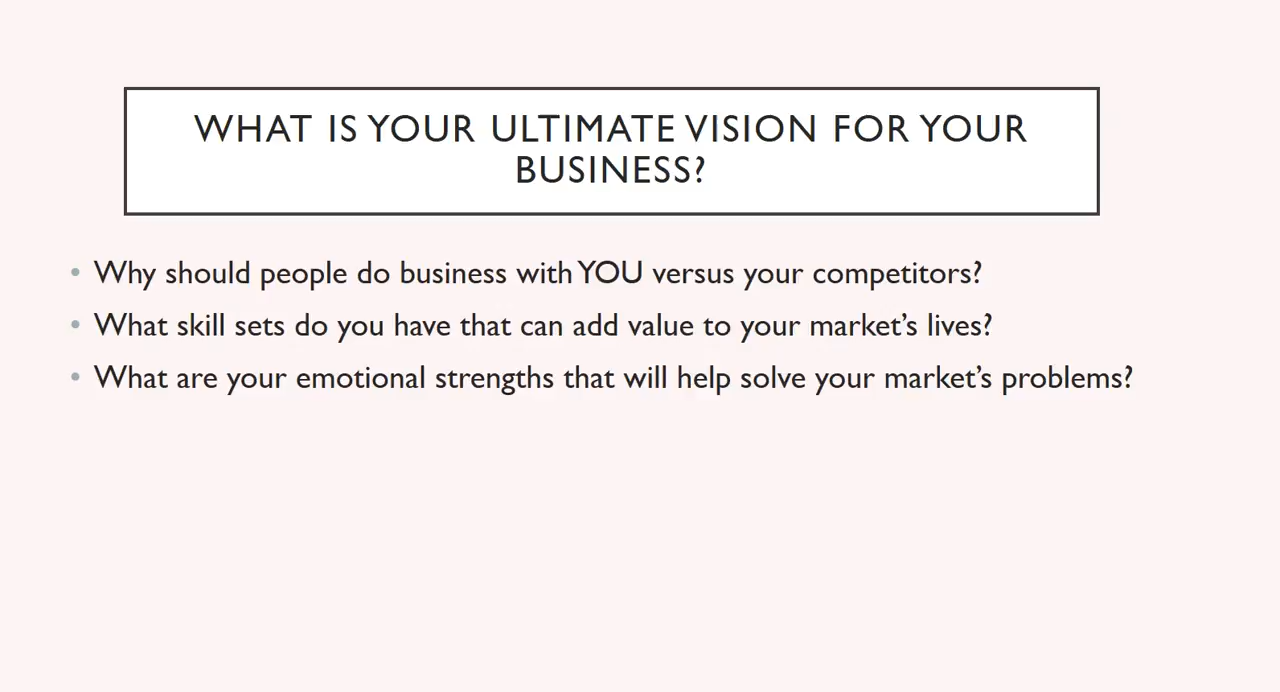 WHAT IS YOUR ULTIMATE VISION FOR YOUR
BUSINESS?
• Why should people do business with YOU versus your competitors?
• What skill sets do you have that can add value to your market’s lives?
• What are your emotional strengths that will help solve your market’s problems?